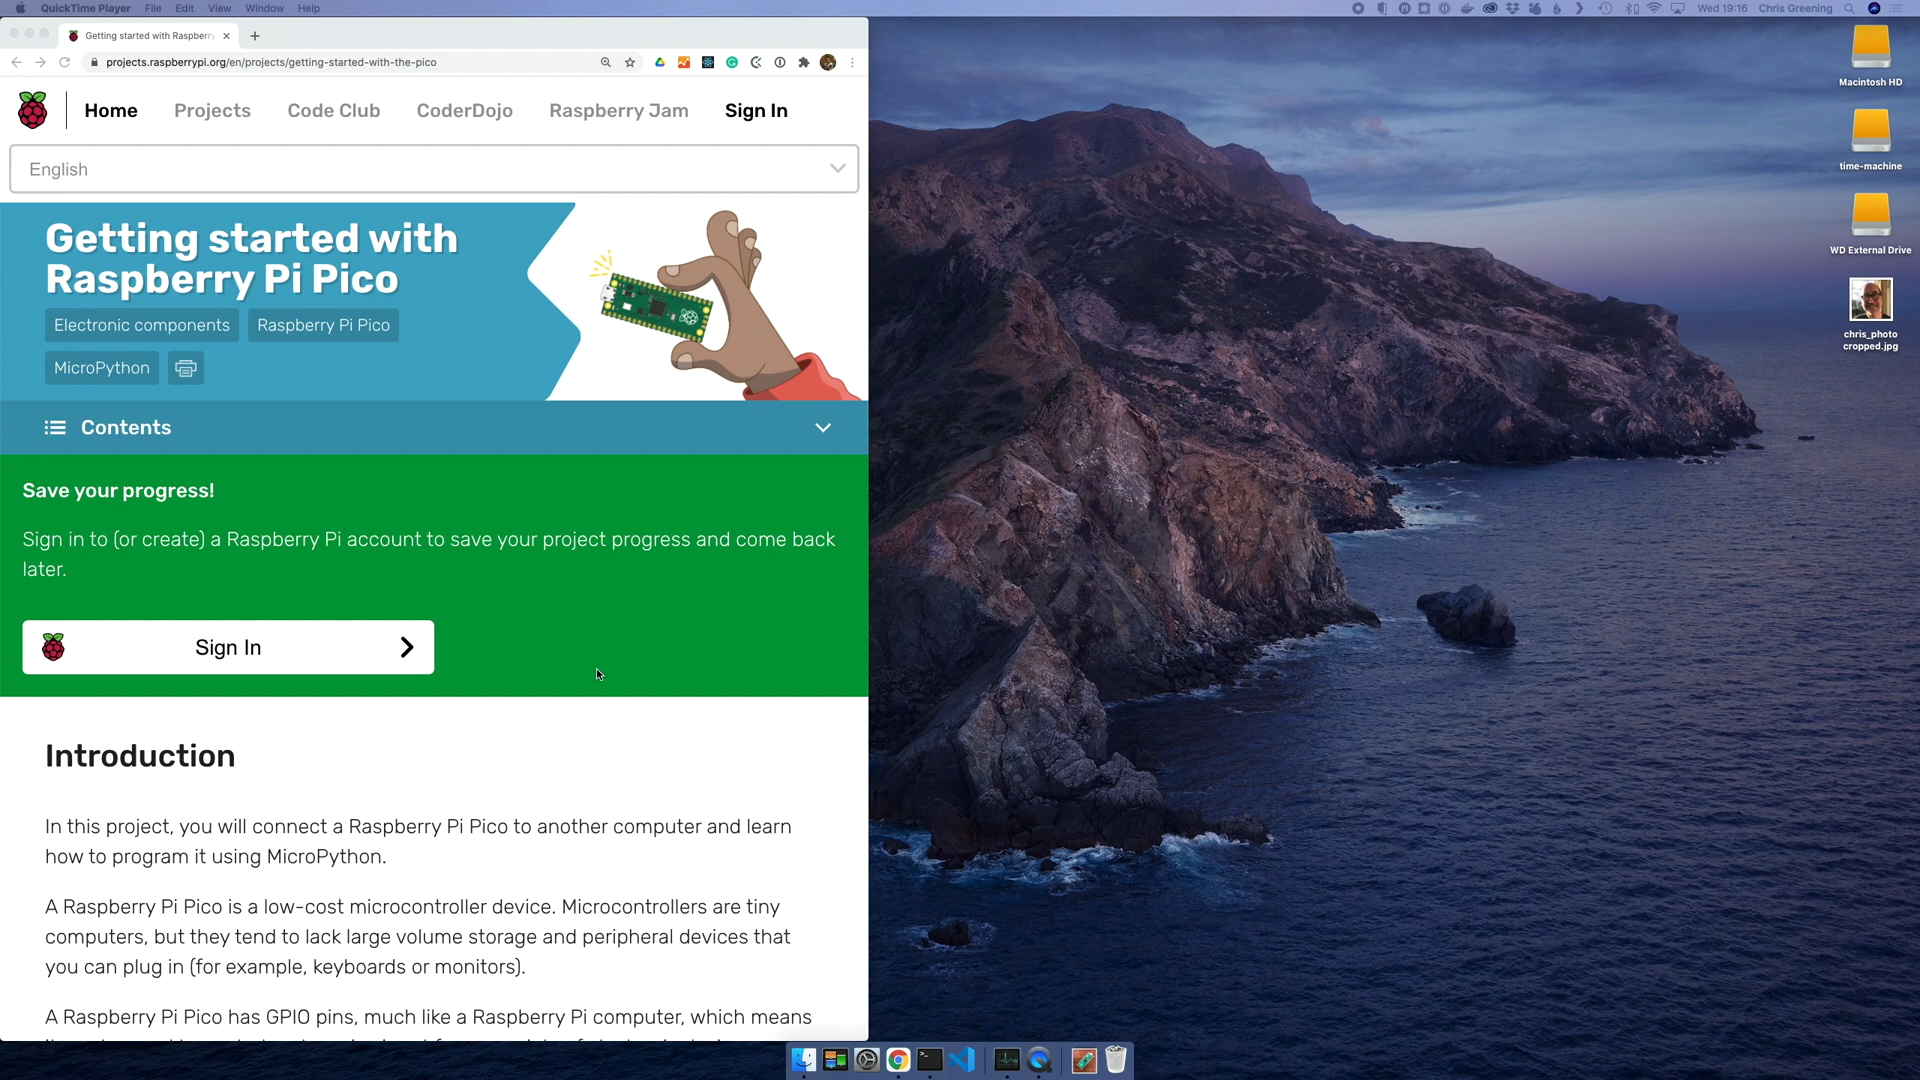 QuickTime Player File Edit View Window Help Wed 19:16 Chris Greening
Getting started with Raspberry
projects.raspberrypi.org/en/projects/getting-started-with-the-pico
Home Projects Code Club CoderDojo Raspberry Jam Sign In
English
Getting started with
Raspberry Pi Pico
Electronic components Raspberry Pi Pico
MicroPython
Contents
Save your progress!
Sign in to (or create) a Raspberry Pi account to save your project progress and come back
later.
Sign In
Introduction
In this project, you will connect a Raspberry Pi Pico to another computer and learn
how to program it using MicroPython.
A Raspberry Pi Pico is a low-cost microcontroller device. Microcontrollers are tiny
computers, but they tend to lack large volume storage and peripheral devices that
you can plug in (for example, keyboards or monitors).
A Raspberry Pi Pico has GPIO pins, much like a Raspberry Pi computer, which means
Macintosh HD
time-machine
WD External Drive
chris_photo
cropped.jpg